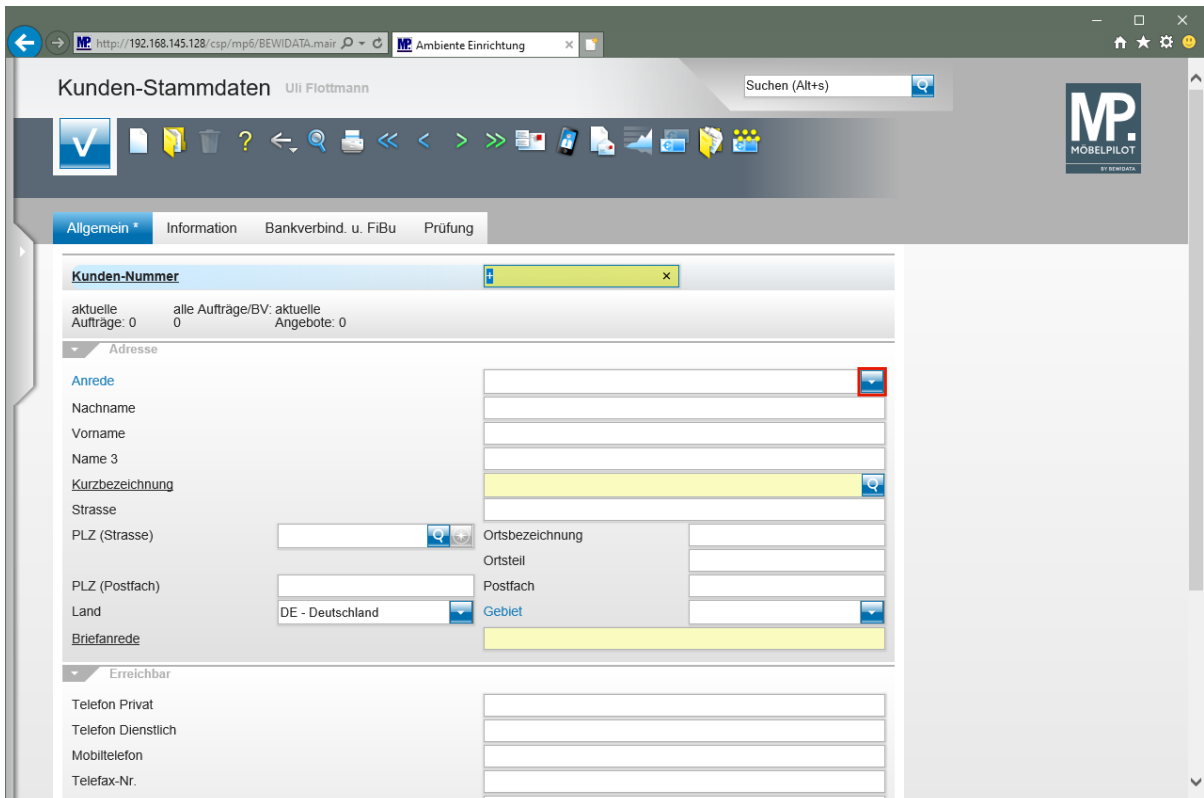 http://192.168.145.128/csp/mp6/BEWIDATA.mair
MP. Ambiente Einrichtung
Kunden-Stammdaten Uli Flottmann
Suchen (Alt+s)
MP.
MÖBELPILOT
BY BEWIDATA
Allgemein * Information Bankverbind. u. FiBu Prüfung
Kunden-Nummer +
aktuelle alle Aufträge/BV: aktuelle
Aufträge: 0 0 Angebote: 0
Adresse
Anrede
Nachname
Vorname
Name 3
Kurzbezeichnung
Strasse
PLZ (Strasse) Ortsbezeichnung
Ortsteil
PLZ (Postfach) Postfach
Land DE - Deutschland Gebiet
Briefanrede
Erreichbar
Telefon Privat
Telefon Dienstlich
Mobiltelefon
Telefax-Nr.